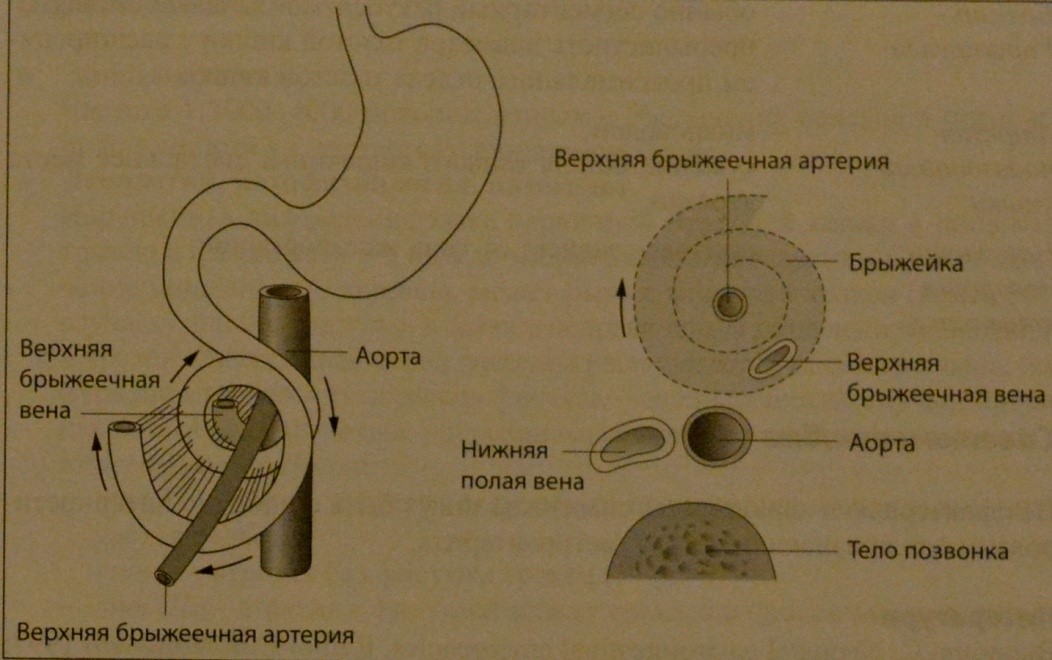 Верхняя брыжеечная артерия
Брыжейка
Верхняя
брыжеечная
вена
Аорта
Верхняя
брыжеечная вена
Нижняя
полая вена
Аорта
Тело позвонка
Верхняя брыжеечная артерия